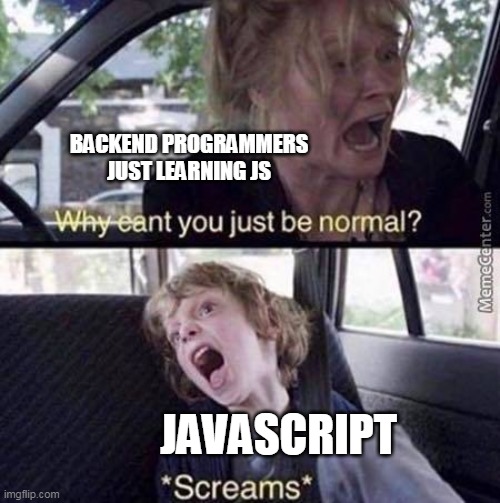 BACKEND PROGRAMMERS
JUST LEARNING JS
Why cant you just be normal?
MemeCenter.com
JAVASCRIPT
*Screams*
imgflip.com